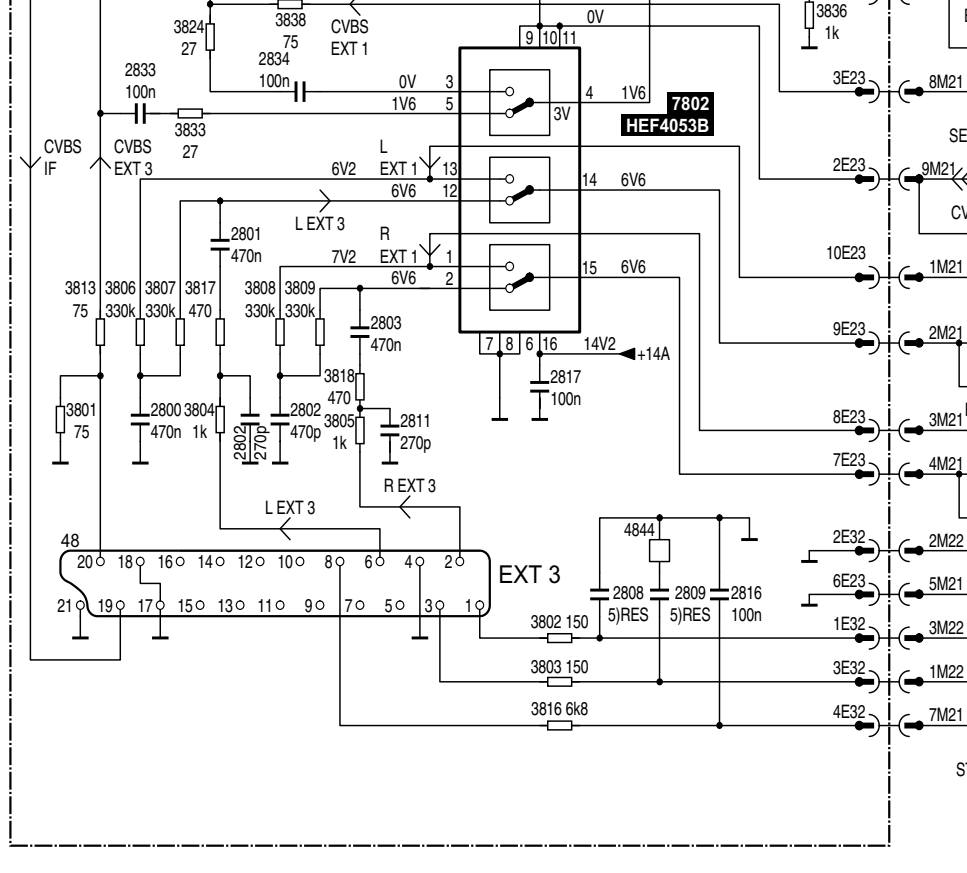 3824
27
3838
75
CVBS
EXT 1
2834
100n
0V
9 10 11
3836
1k
2833
100n
3833
27
0V
1V6
3
5
4
1V6
3V
7802
HEF4053B
3E23
8M21
CVBS
IF
CVBS
EXT 3
L
EXT 1
6V2
6V6
13
12
14
6V6
2E23
9M21
SE
CV
L EXT 3
2801
470n
R
EXT 1
7V2
6V6
1
2
15
6V6
10E23
1M21
3813
75
3806
330k
3807
330k
3817
470
3808
330k
3809
330k
2803
470n
7 8 6 16
14V2
+14A
9E23
2M21
3818
470
2817
100n
3801
75
2800
470n
3804
1k
2802
270p
2802
470p
3805
1k
2811
270p
8E23
3M21
7E23
4M21
R EXT 3
L EXT 3
48
20 18 16 14 12 10 8 6 4 2
EXT 3
21 19 17 15 13 11 9 7 5 3 1
4844
2808
5)RES
2809
5)RES
2816
100n
2E32
2M22
6E23
5M21
3802 150
1E32
3M22
3803 150
3E32
1M22
3816 6k8
4E32
7M21
ST